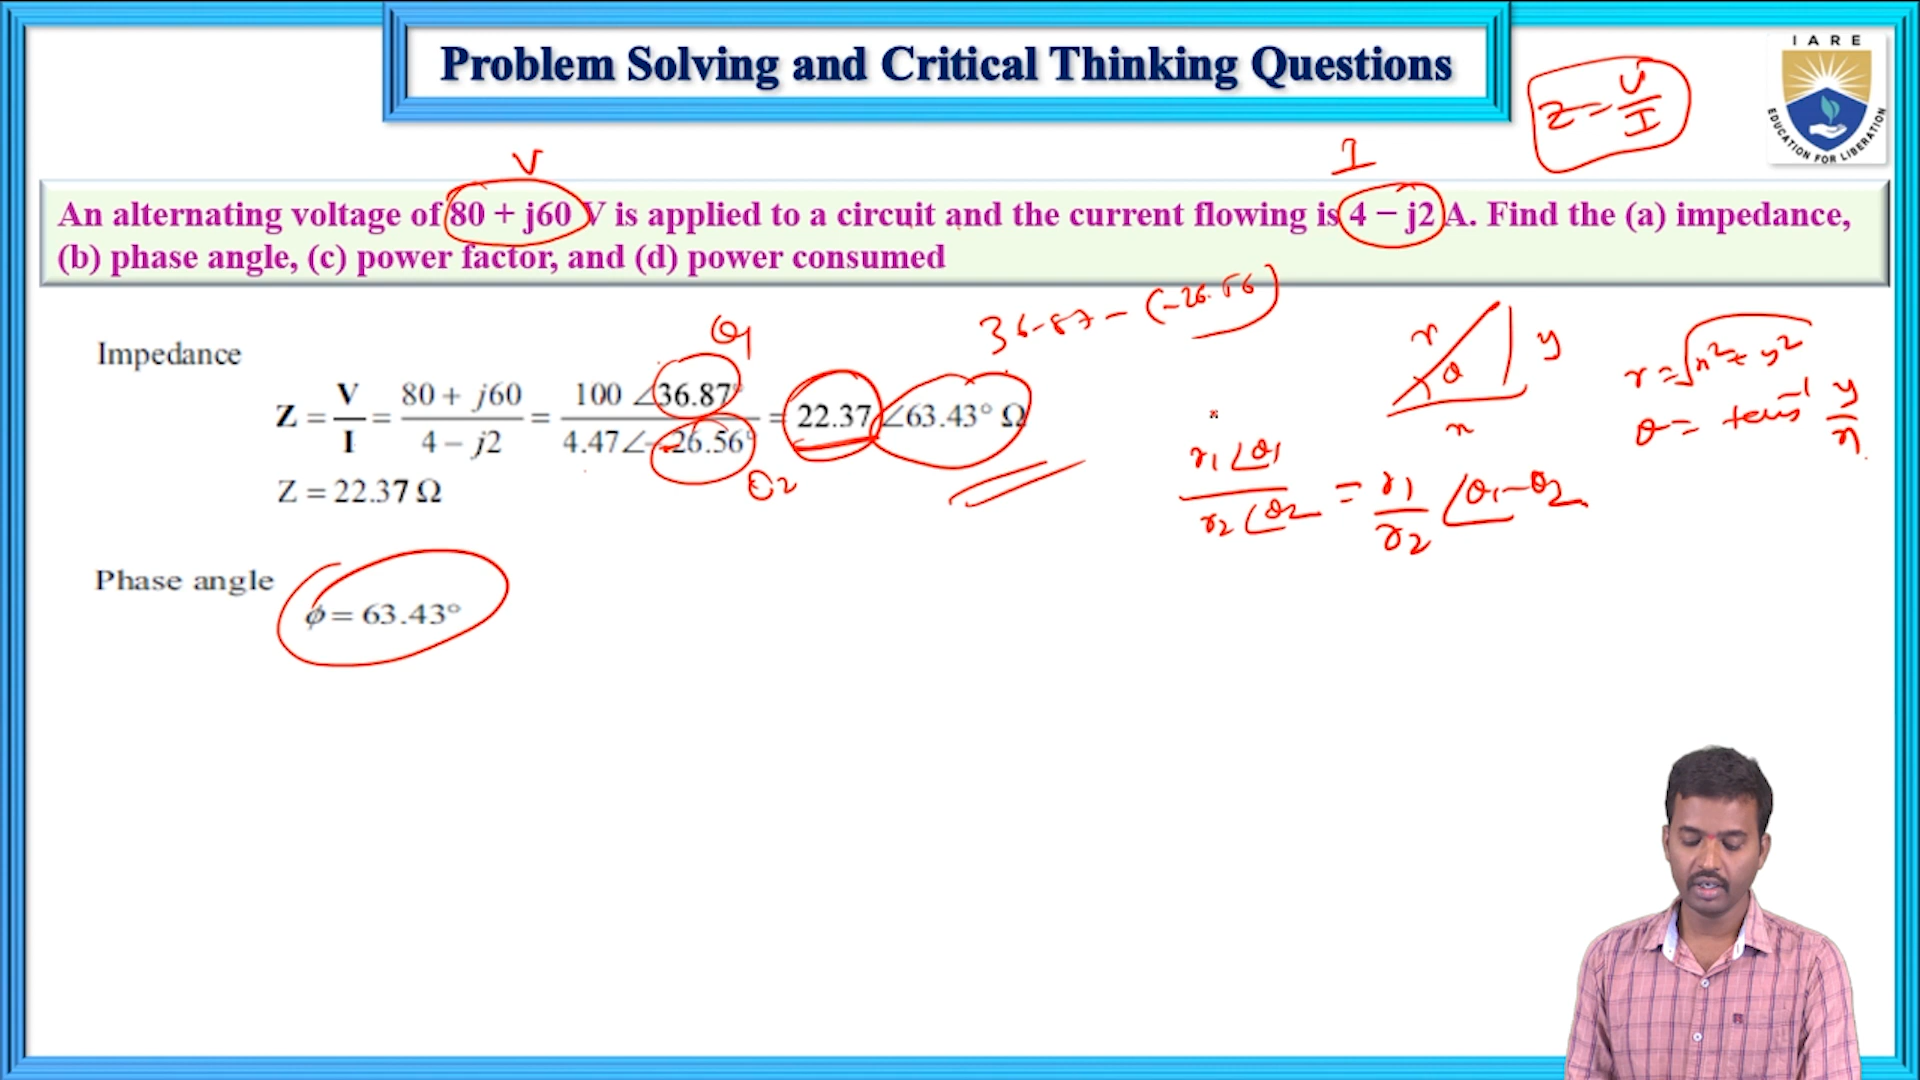 Problem Solving and Critical Thinking Questions
Z = V/I
IARE
EDUCATION FOR LIBERATION
V
I
An alternating voltage of 80 + j60 V is applied to a circuit and the current flowing is 4 − j2 A. Find the (a) impedance,
(b) phase angle, (c) power factor, and (d) power consumed
36.87 - (-26.56)
Impedance
θ1
Z = V/I = (80 + j60)/(4 – j2) = (100 ∠36.87°)/(4.47∠-26.56°) = 22.37 ∠63.43° Ω
θ2
Z = 22.37 Ω
r
y
θ
x
r = √x² + y²
θ = tan⁻¹ y/x
r1∠θ1/r2∠θ2 = r1/r2 ∠θ1-θ2
Phase angle
ϕ = 63.43°